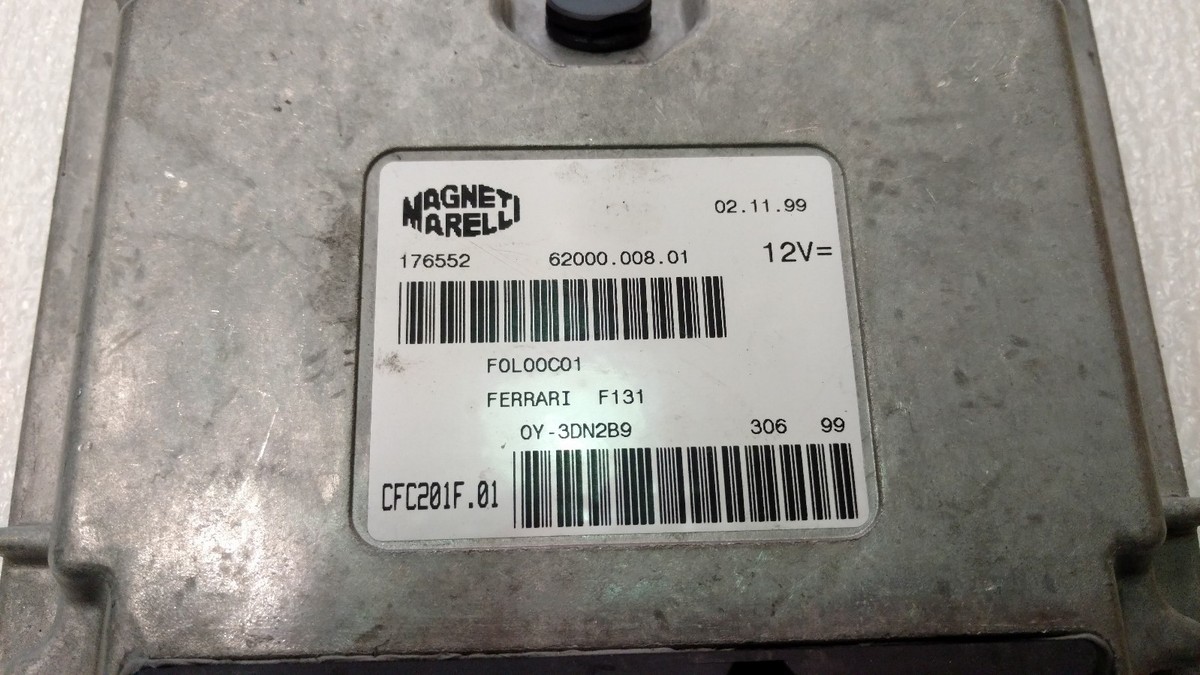 MAGNETI
MARELLI
02.11.99
176552 62000.008.01 12V=
F0L00C01
FERRARI F131
0Y-3DN2B9 306 99
CFC201F.01